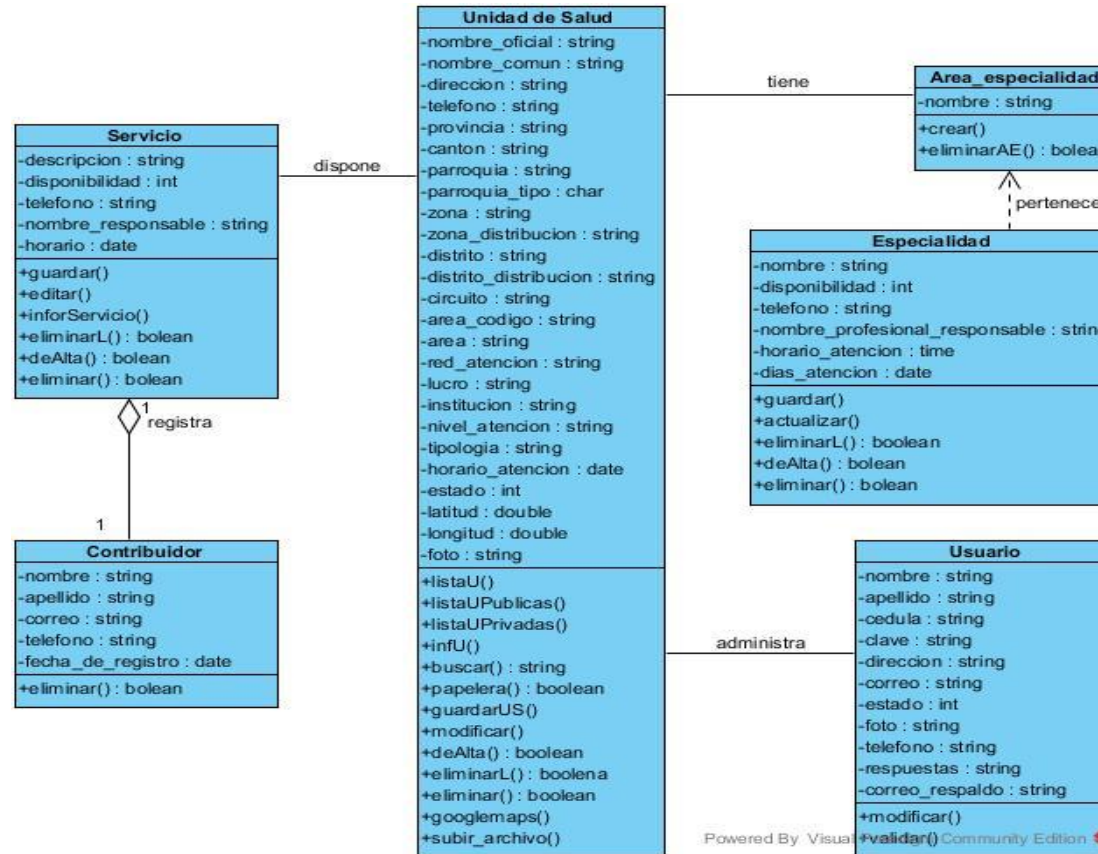 Unidad de Salud
-nombre_oficial : string
-nombre_comun : string
-direccion : string
-telefono : string
-provincia : string
-canton : string
-parroquia : string
-parroquia_tipo : char
-zona : string
-zona_distribucion : string
-distrito : string
-distrito_distribucion : string
-circuito : string
-area_codigo : string
-area : string
-red_atencion : string
-lucro : string
-institucion : string
-nivel_atencion : string
-tipologia : string
-horario_atencion : date
-estado : int
-latitud : double
-longitud : double
-foto : string
+listaU()
+listaUPublicas()
+listaUPrivadas()
+infU()
+buscar() : string
+papelera() : boolean
+guardarUS()
+modificar()
+deAlta() : boolean
+eliminarL() : boolena
+eliminar() : boolean
+googlemaps()
+subir_archivo()
dispone
Servicio
-descripcion : string
-disponibilidad : int
-telefono : string
-nombre_responsable : string
-horario : date
+guardar()
+editar()
+inforServicio()
+eliminarL() : bolean
+deAlta() : bolean
+eliminar() : bolean
1
registra
1
Contribuidor
-nombre : string
-apellido : string
-correo : string
-telefono : string
-fecha_de_registro : date
+eliminar() : bolean
tiene
Area_especialidad
-nombre : string
+crear()
+eliminarAE() : bolea
pertenece
Especialidad
-nombre : string
-disponibilidad : int
-telefono : string
-nombre_profesional_responsable : strin
-horario_atencion : time
-dias_atencion : date
+guardar()
+actualizar()
+eliminarL() : boolean
+deAlta() : bolean
+eliminar() : bolean
administra
Usuario
-nombre : string
-apellido : string
-cedula : string
-clave : string
-direccion : string
-correo : string
-estado : int
-foto : string
-telefono : string
-respuestas : string
-correo_respaldo : string
+modificar()
+validar()
Powered By Visual Community Edition